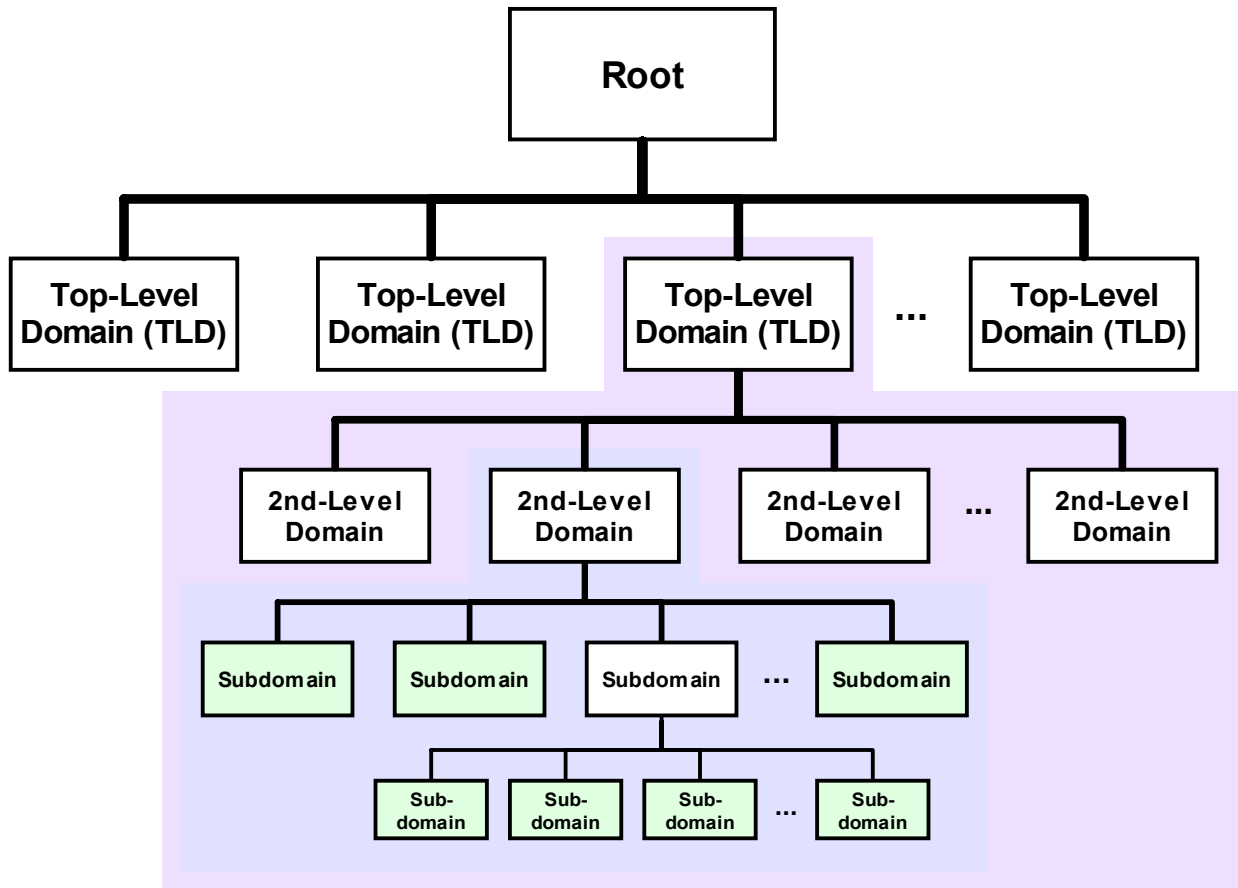 Root
Top-Level
Domain (TLD)
Top-Level
Domain (TLD)
Top-Level
Domain (TLD)
...
Top-Level
Domain (TLD)
2nd-Level
Domain
2nd-Level
Domain
2nd-Level
Domain
...
2nd-Level
Domain
Subdomain
Subdomain
Subdomain
...
Subdomain
Sub-
domain
Sub-
domain
Sub-
domain
...
Sub-
domain